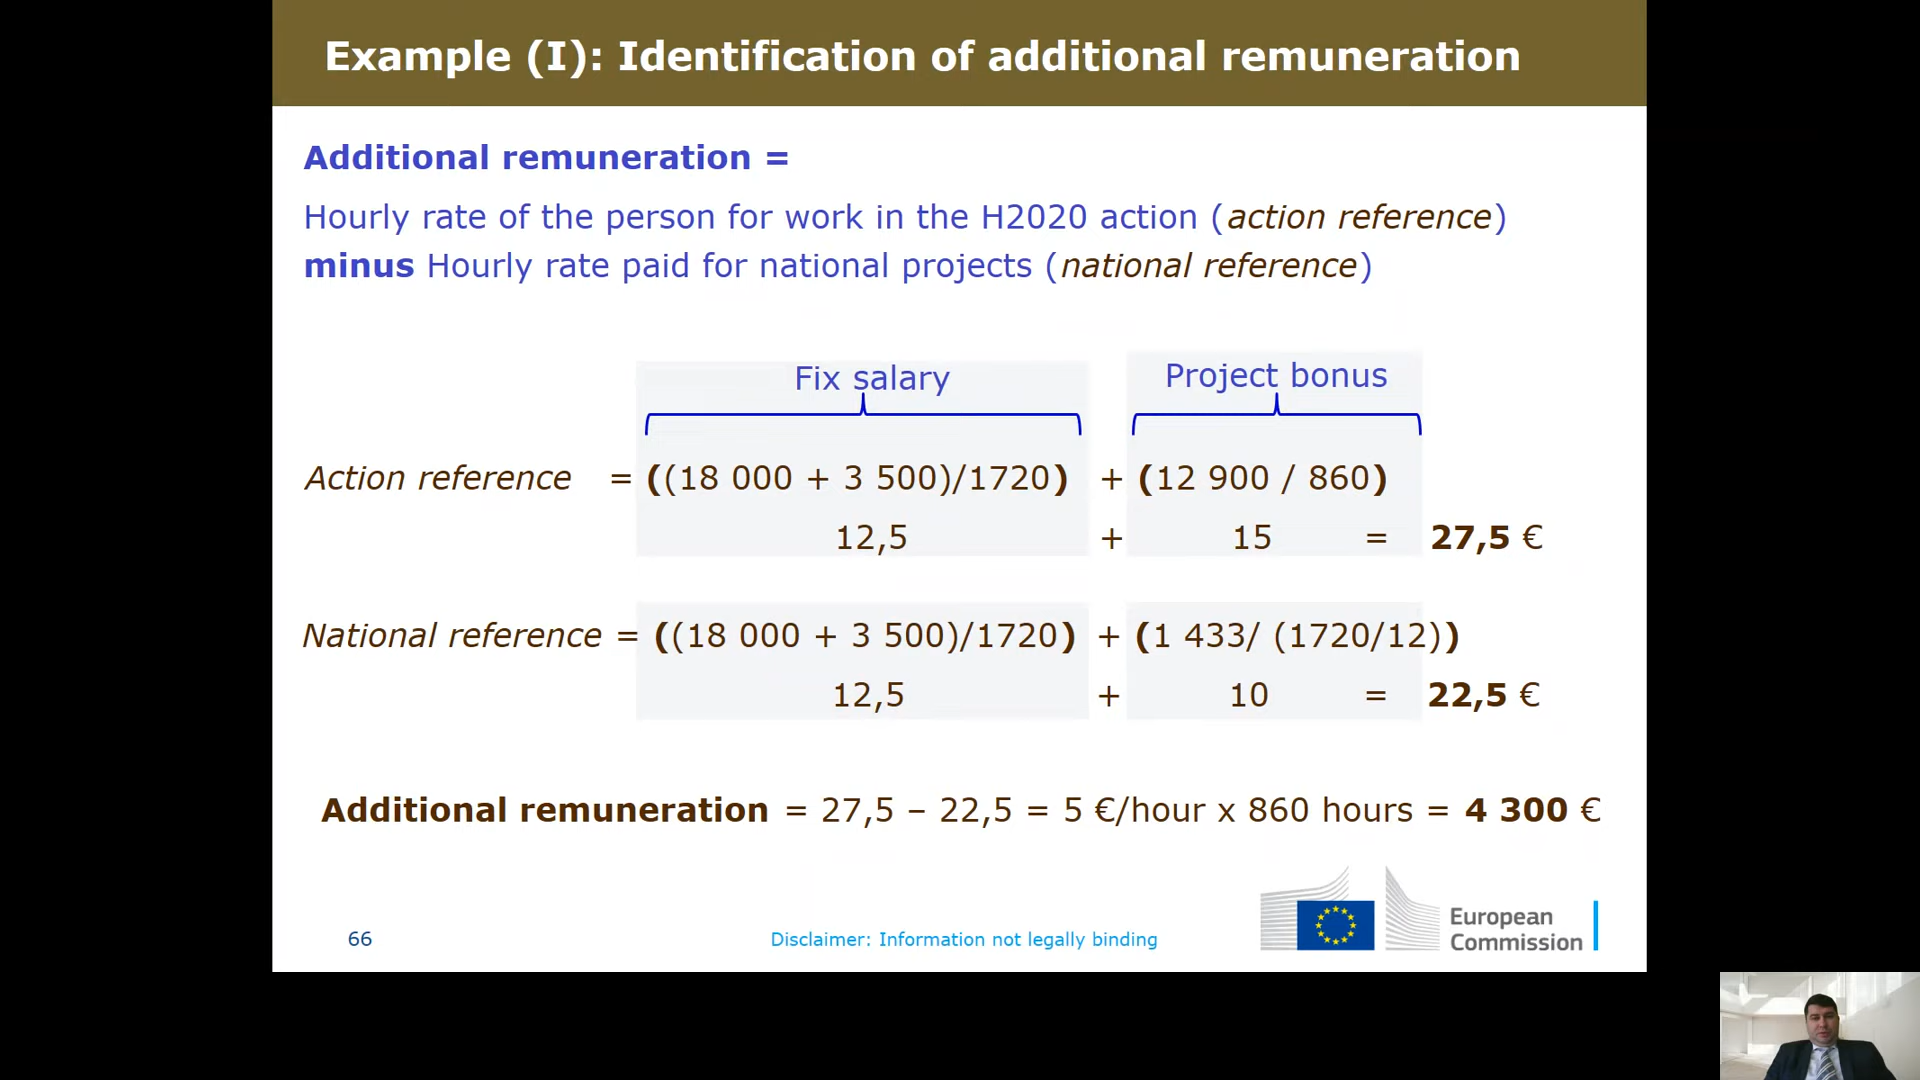 Example (I): Identification of additional remuneration
Additional remuneration =
Hourly rate of the person for work in the H2020 action (action reference)
minus Hourly rate paid for national projects (national reference)
Fix salary
Project bonus
Action reference = ((18 000 + 3 500)/1720) + (12 900 / 860)
12,5 + 15 = 27,5 €
National reference = ((18 000 + 3 500)/1720) + (1 433/ (1720/12))
12,5 + 10 = 22,5 €
Additional remuneration = 27,5 – 22,5 = 5 €/hour x 860 hours = 4 300 €
66
Disclaimer: Information not legally binding
European
Commission